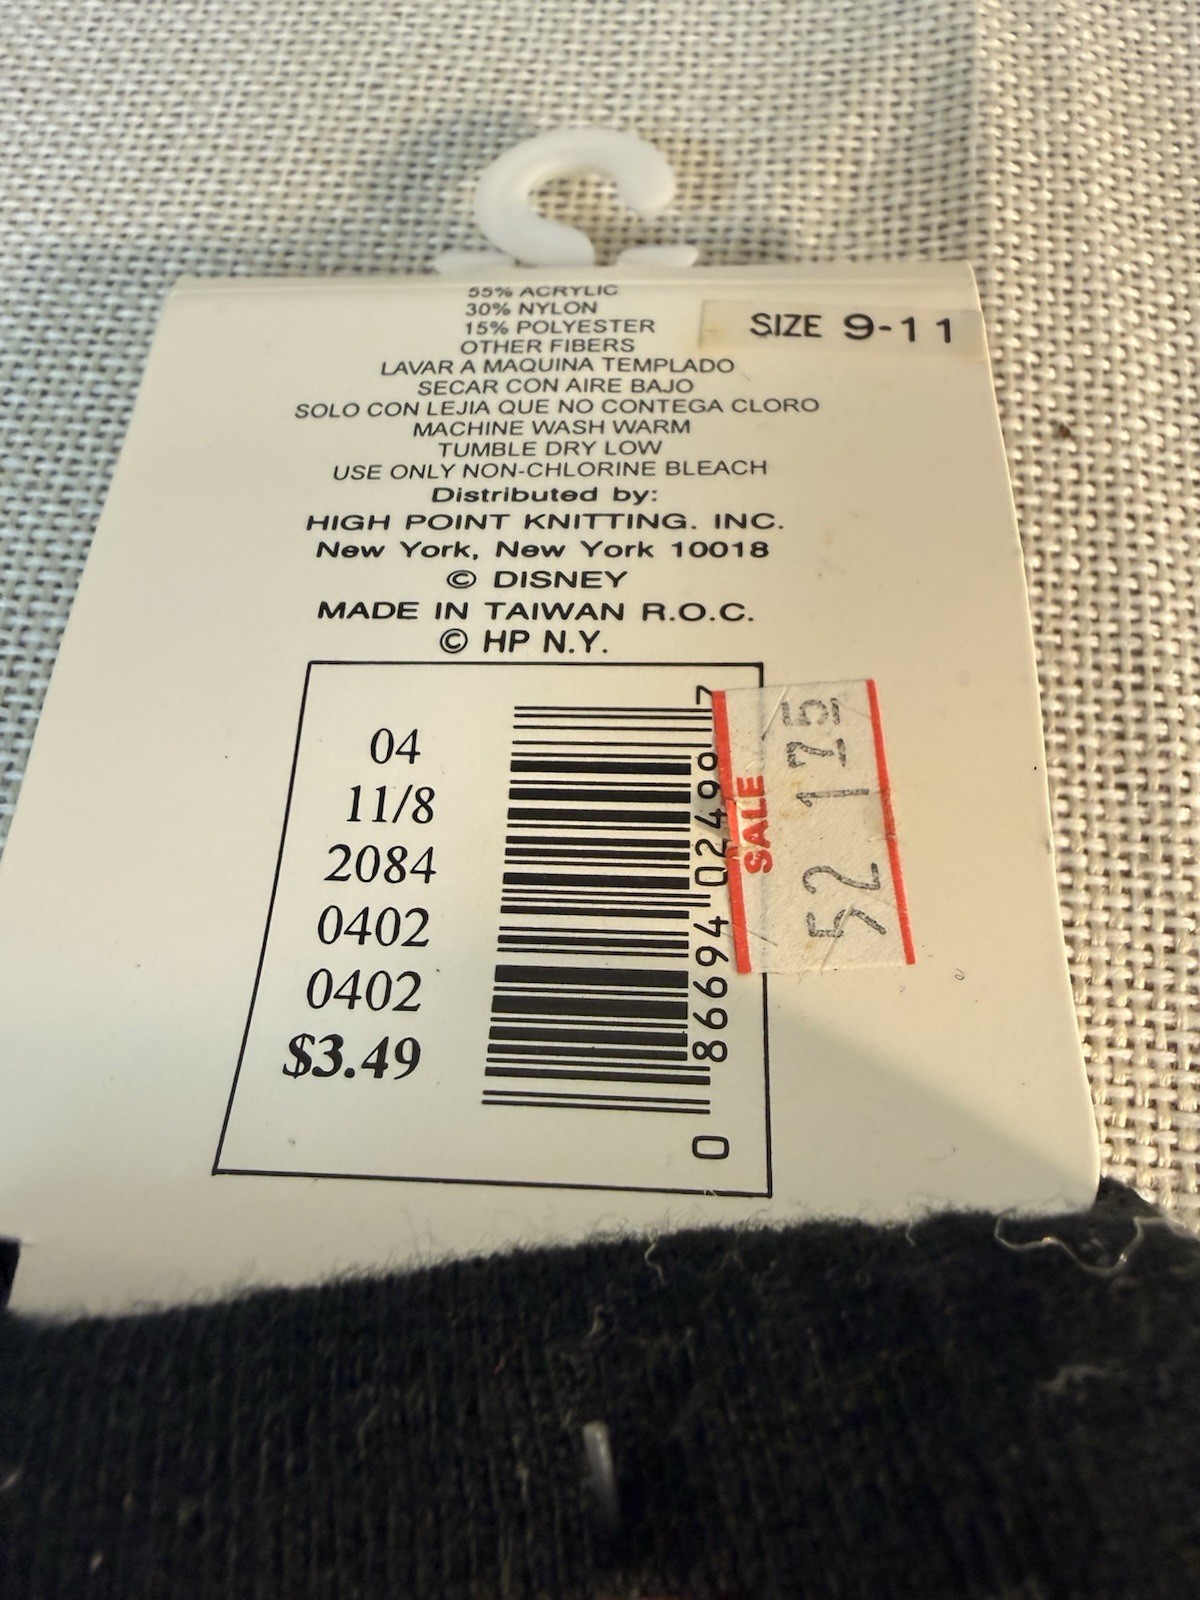 55% ACRYLIC
30% NYLON
15% POLYESTER
OTHER FIBERS
SIZE 9-11
LAVAR A MAQUINA TEMPLADO
SECAR CON AIRE BAJO
SOLO CON LEJIA QUE NO CONTEGA CLORO
MACHINE WASH WARM
TUMBLE DRY LOW
USE ONLY NON-CHLORINE BLEACH
Distributed by:
HIGH POINT KNITTING. INC.
New York, New York 10018
© DISNEY
MADE IN TAIWAN R.O.C.
© HP N.Y.
04
11/8
2084
0402
0402
$3.49
0 86694 02498 7
SALE
52 175